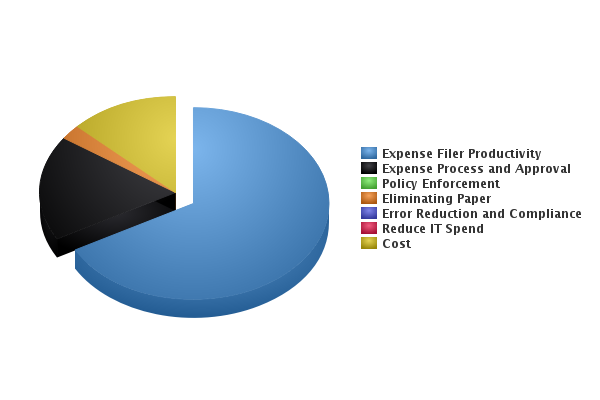 Expense Filer Productivity
Expense Process and Approval
Policy Enforcement
Eliminating Paper
Error Reduction and Compliance
Reduce IT Spend
Cost